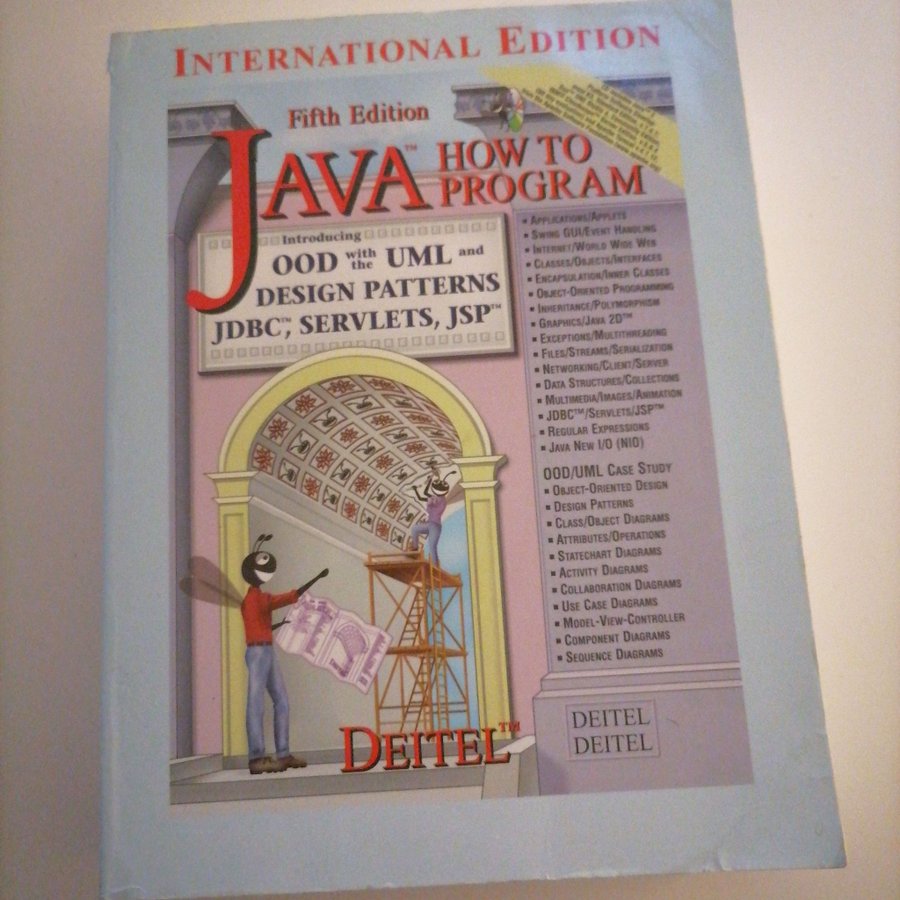 INTERNATIONAL EDITION
Fifth Edition
JAVA™ HOW TO
PROGRAM
Introducing
OOD with the UML and
DESIGN PATTERNS
JDBC™, SERVLETS, JSP™
▪ APPLICATIONS/APPLETS
▪ SWING GUI/EVENT HANDLING
▪ INTERNET/WORLD WIDE WEB
▪ CLASSES/OBJECTS/INTERFACES
▪ ENCAPSULATION/INNER CLASSES
▪ OBJECT-ORIENTED PROGRAMMING
▪ INHERITANCE/POLYMORPHISM
▪ GRAPHICS/JAVA 2D™
▪ EXCEPTIONS/MULTITHREADING
▪ FILES/STREAMS/SERIALIZATION
▪ NETWORKING/CLIENT/SERVER
▪ DATA STRUCTURES/COLLECTIONS
▪ MULTIMEDIA/IMAGES/ANIMATION
▪ JDBC™/SERVLETS/JSP™
▪ REGULAR EXPRESSIONS
▪ JAVA NEW I/O (NIO)
OOD/UML CASE STUDY
▪ OBJECT-ORIENTED DESIGN
▪ DESIGN PATTERNS
▪ CLASS/OBJECT DIAGRAMS
▪ ATTRIBUTES/OPERATIONS
▪ STATECHART DIAGRAMS
▪ ACTIVITY DIAGRAMS
▪ COLLABORATION DIAGRAMS
▪ USE CASE DIAGRAMS
▪ MODEL-VIEW-CONTROLLER
▪ COMPONENT DIAGRAMS
▪ SEQUENCE DIAGRAMS
DEITEL™
DEITEL
DEITEL